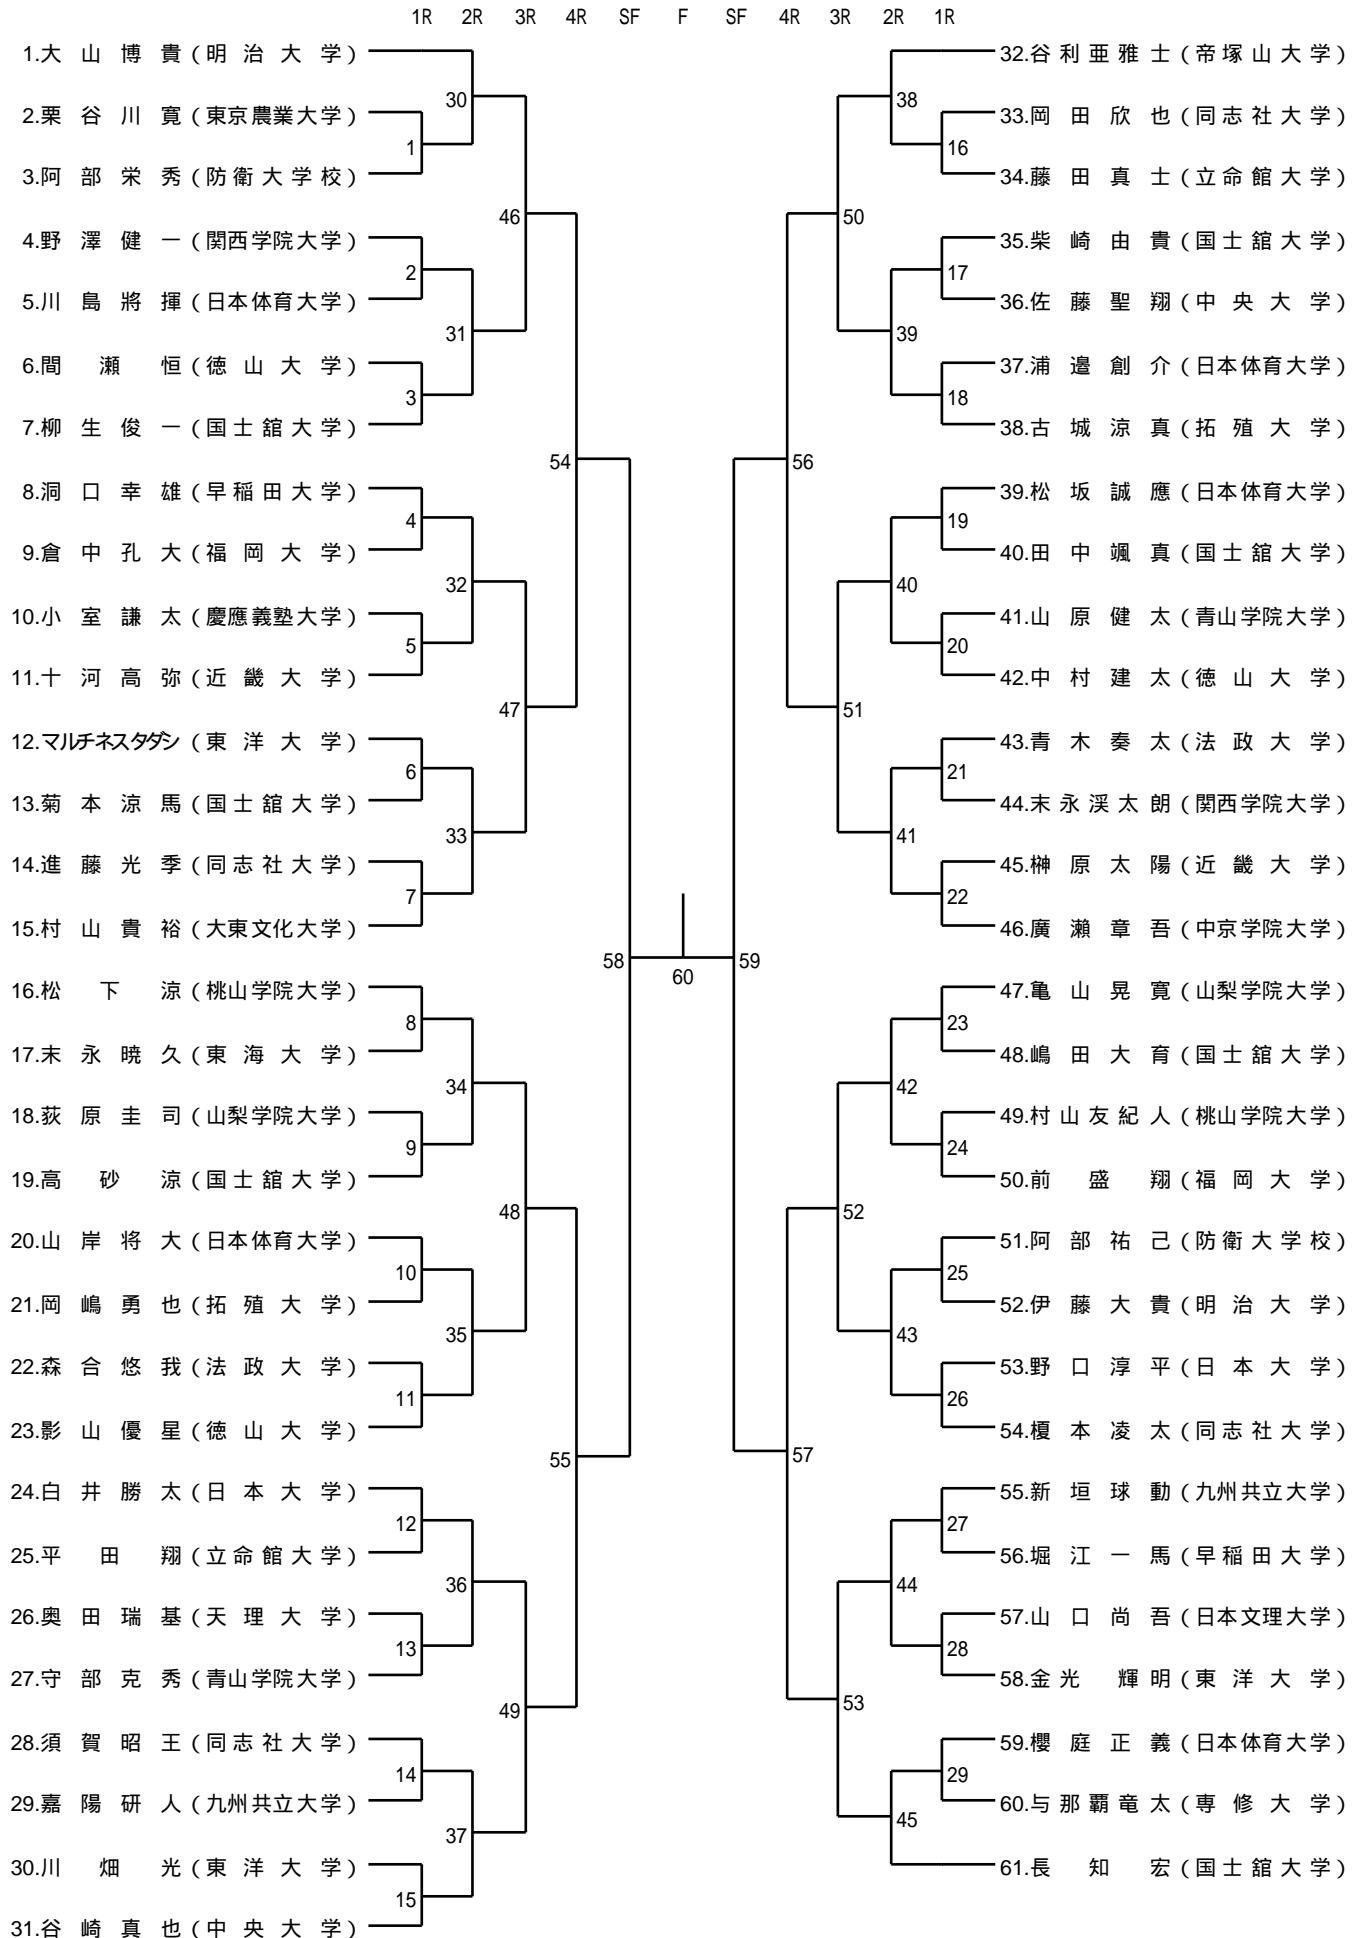 1R 2R 3R 4R SF F SF 4R 3R 2R 1R
1.大山博貴(明治大学)
2.栗谷川寛(東京農業大学)
3.阿部栄秀(防衛大学校)
4.野澤健一(関西学院大学)
5.川島將揮(日本体育大学)
6.間瀬恒(徳山大学)
7.柳生俊一(国士舘大学)
8.洞口幸雄(早稲田大学)
9.倉中孔大(福岡大学)
10.小室謙太(慶應義塾大学)
11.十河高弥(近畿大学)
12.マルチネスタダシ(東洋大学)
13.菊本涼馬(国士舘大学)
14.進藤光季(同志社大学)
15.村山貴裕(大東文化大学)
16.松下涼(桃山学院大学)
17.末永暁久(東海大学)
18.荻原圭司(山梨学院大学)
19.高砂涼(国士舘大学)
20.山岸将大(日本体育大学)
21.岡嶋勇也(拓殖大学)
22.森合悠我(法政大学)
23.影山優星(徳山大学)
24.白井勝太(日本大学)
25.平田翔(立命館大学)
26.奥田瑞基(天理大学)
27.守部克秀(青山学院大学)
28.須賀昭王(同志社大学)
29.嘉陽研人(九州共立大学)
30.川畑光(東洋大学)
31.谷崎真也(中央大学)
1
2
3
4
5
6
7
8
9
10
11
12
13
14
15
30
31
32
33
34
35
36
37
46
47
48
49
54
55
58
60
59
56
57
50
51
52
53
38
39
40
41
42
43
44
45
16
17
18
19
20
21
22
23
24
25
26
27
28
29
32.谷利亜雅士(帝塚山大学)
33.岡田欣也(同志社大学)
34.藤田真士(立命館大学)
35.柴崎由貴(国士舘大学)
36.佐藤聖翔(中央大学)
37.浦邉創介(日本体育大学)
38.古城涼真(拓殖大学)
39.松坂誠應(日本体育大学)
40.田中颯真(国士舘大学)
41.山原健太(青山学院大学)
42.中村建太(徳山大学)
43.青木奏太(法政大学)
44.末永渓太朗(関西学院大学)
45.榊原太陽(近畿大学)
46.廣瀨章吾(中京学院大学)
47.亀山晃寛(山梨学院大学)
48.嶋田大育(国士舘大学)
49.村山友紀人(桃山学院大学)
50.前盛翔(福岡大学)
51.阿部祐己(防衛大学校)
52.伊藤大貴(明治大学)
53.野口淳平(日本大学)
54.榎本凌太(同志社大学)
55.新垣球動(九州共立大学)
56.堀江一馬(早稲田大学)
57.山口尚吾(日本文理大学)
58.金光輝明(東洋大学)
59.櫻庭正義(日本体育大学)
60.与那覇竜太(専修大学)
61.長知宏(国士舘大学)